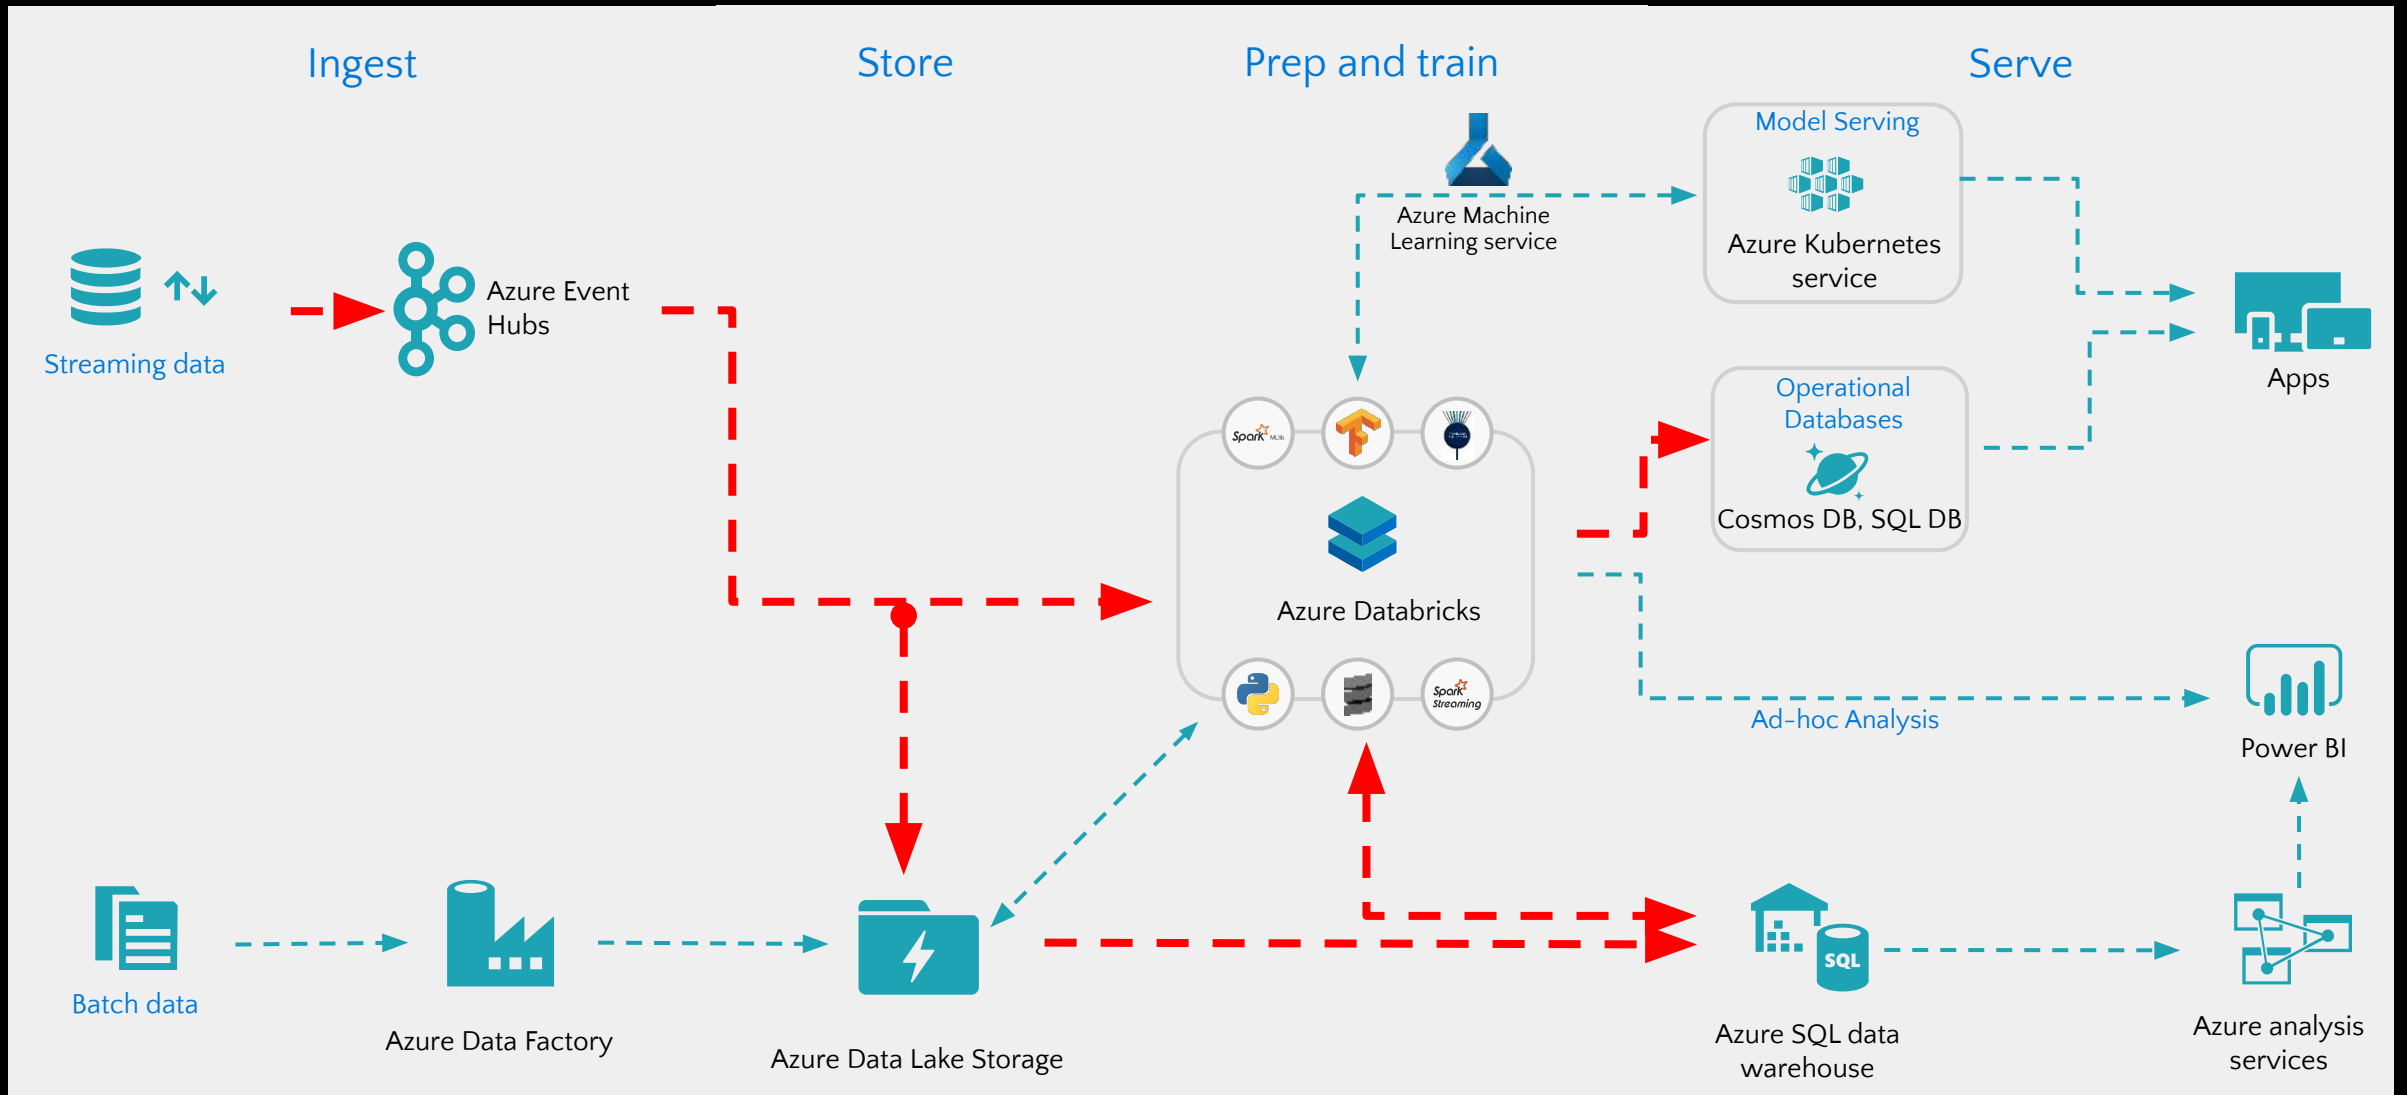 Ingest
Store
Prep and train
Serve
Model Serving
Azure Kubernetes
service
Azure Machine
Learning service
Streaming data
Azure Event
Hubs
Apps
Operational
Databases
Cosmos DB, SQL DB
Spark MLlib
Azure Databricks
Spark
Streaming
Ad-hoc Analysis
Power BI
Batch data
Azure Data Factory
Azure Data Lake Storage
SQL
Azure SQL data
warehouse
Azure analysis
services